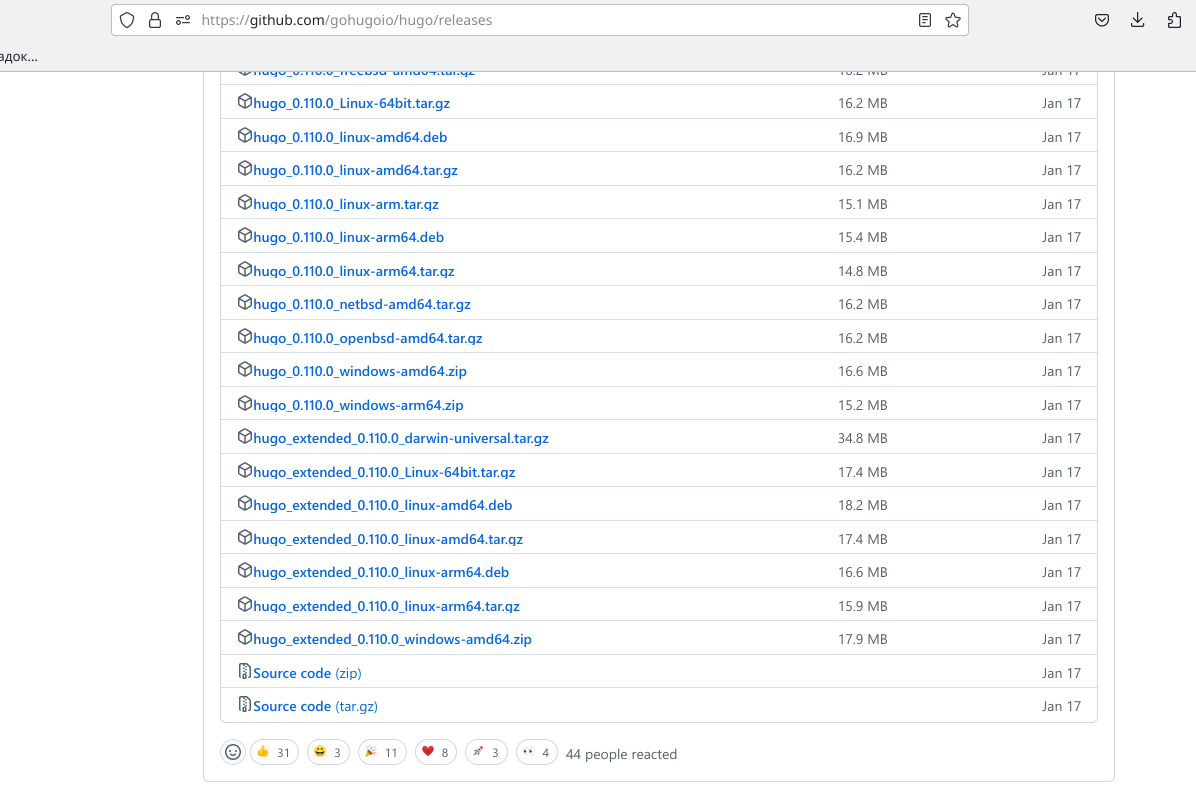 https://github.com/gohugoio/hugo/releases
адок...
hugo_0.110.0_freebsd-amd64.tar.gz 16.2 MB Jan 17
hugo_0.110.0_Linux-64bit.tar.gz 16.2 MB Jan 17
hugo_0.110.0_linux-amd64.deb 16.9 MB Jan 17
hugo_0.110.0_linux-amd64.tar.gz 16.2 MB Jan 17
hugo_0.110.0_linux-arm.tar.gz 15.1 MB Jan 17
hugo_0.110.0_linux-arm64.deb 15.4 MB Jan 17
hugo_0.110.0_linux-arm64.tar.gz 14.8 MB Jan 17
hugo_0.110.0_netbsd-amd64.tar.gz 16.2 MB Jan 17
hugo_0.110.0_openbsd-amd64.tar.gz 16.2 MB Jan 17
hugo_0.110.0_windows-amd64.zip 16.6 MB Jan 17
hugo_0.110.0_windows-arm64.zip 15.2 MB Jan 17
hugo_extended_0.110.0_darwin-universal.tar.gz 34.8 MB Jan 17
hugo_extended_0.110.0_Linux-64bit.tar.gz 17.4 MB Jan 17
hugo_extended_0.110.0_linux-amd64.deb 18.2 MB Jan 17
hugo_extended_0.110.0_linux-amd64.tar.gz 17.4 MB Jan 17
hugo_extended_0.110.0_linux-arm64.deb 16.6 MB Jan 17
hugo_extended_0.110.0_linux-arm64.tar.gz 15.9 MB Jan 17
hugo_extended_0.110.0_windows-amd64.zip 17.9 MB Jan 17
Source code (zip) Jan 17
Source code (tar.gz) Jan 17
31 3 11 8 3 4 44 people reacted